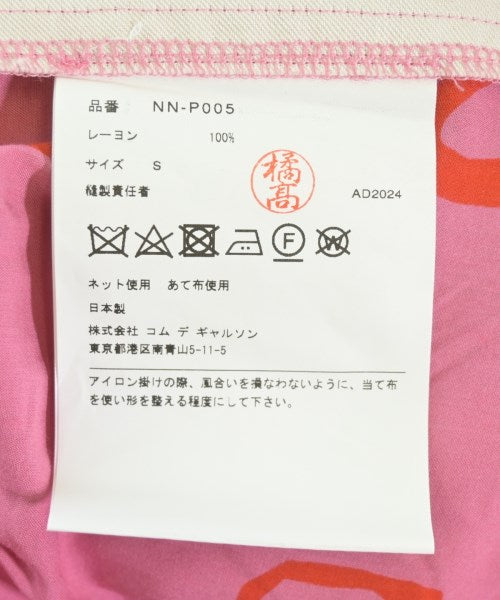 品番 NN-P005
レーヨン 100%
サイズ S
縫製責任者 橘高 AD2024
F W
ネット使用 あて布使用
日本製
株式会社 コム デ ギャルソン
東京都港区南青山5-11-5
アイロン掛けの際、風合いを損なわないように、当て布
を使い形を整える程度にして下さい。